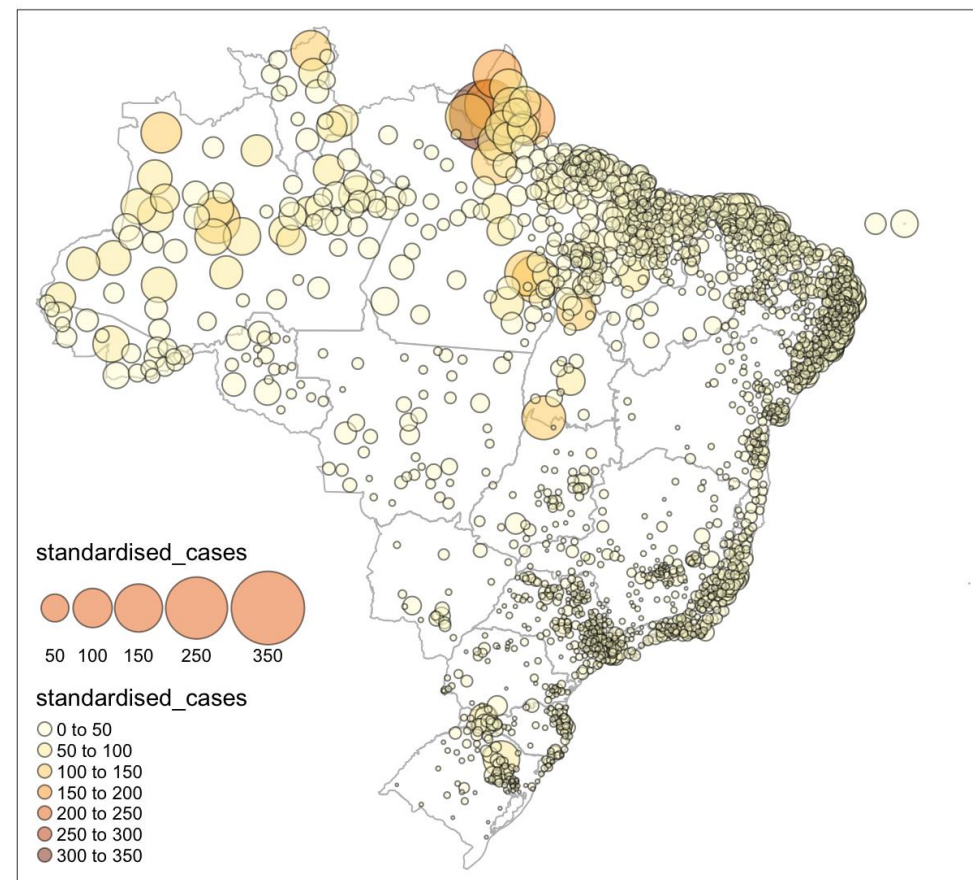 standardised_cases
50 100 150 250 350
standardised_cases
0 to 50
50 to 100
100 to 150
150 to 200
200 to 250
250 to 300
300 to 350